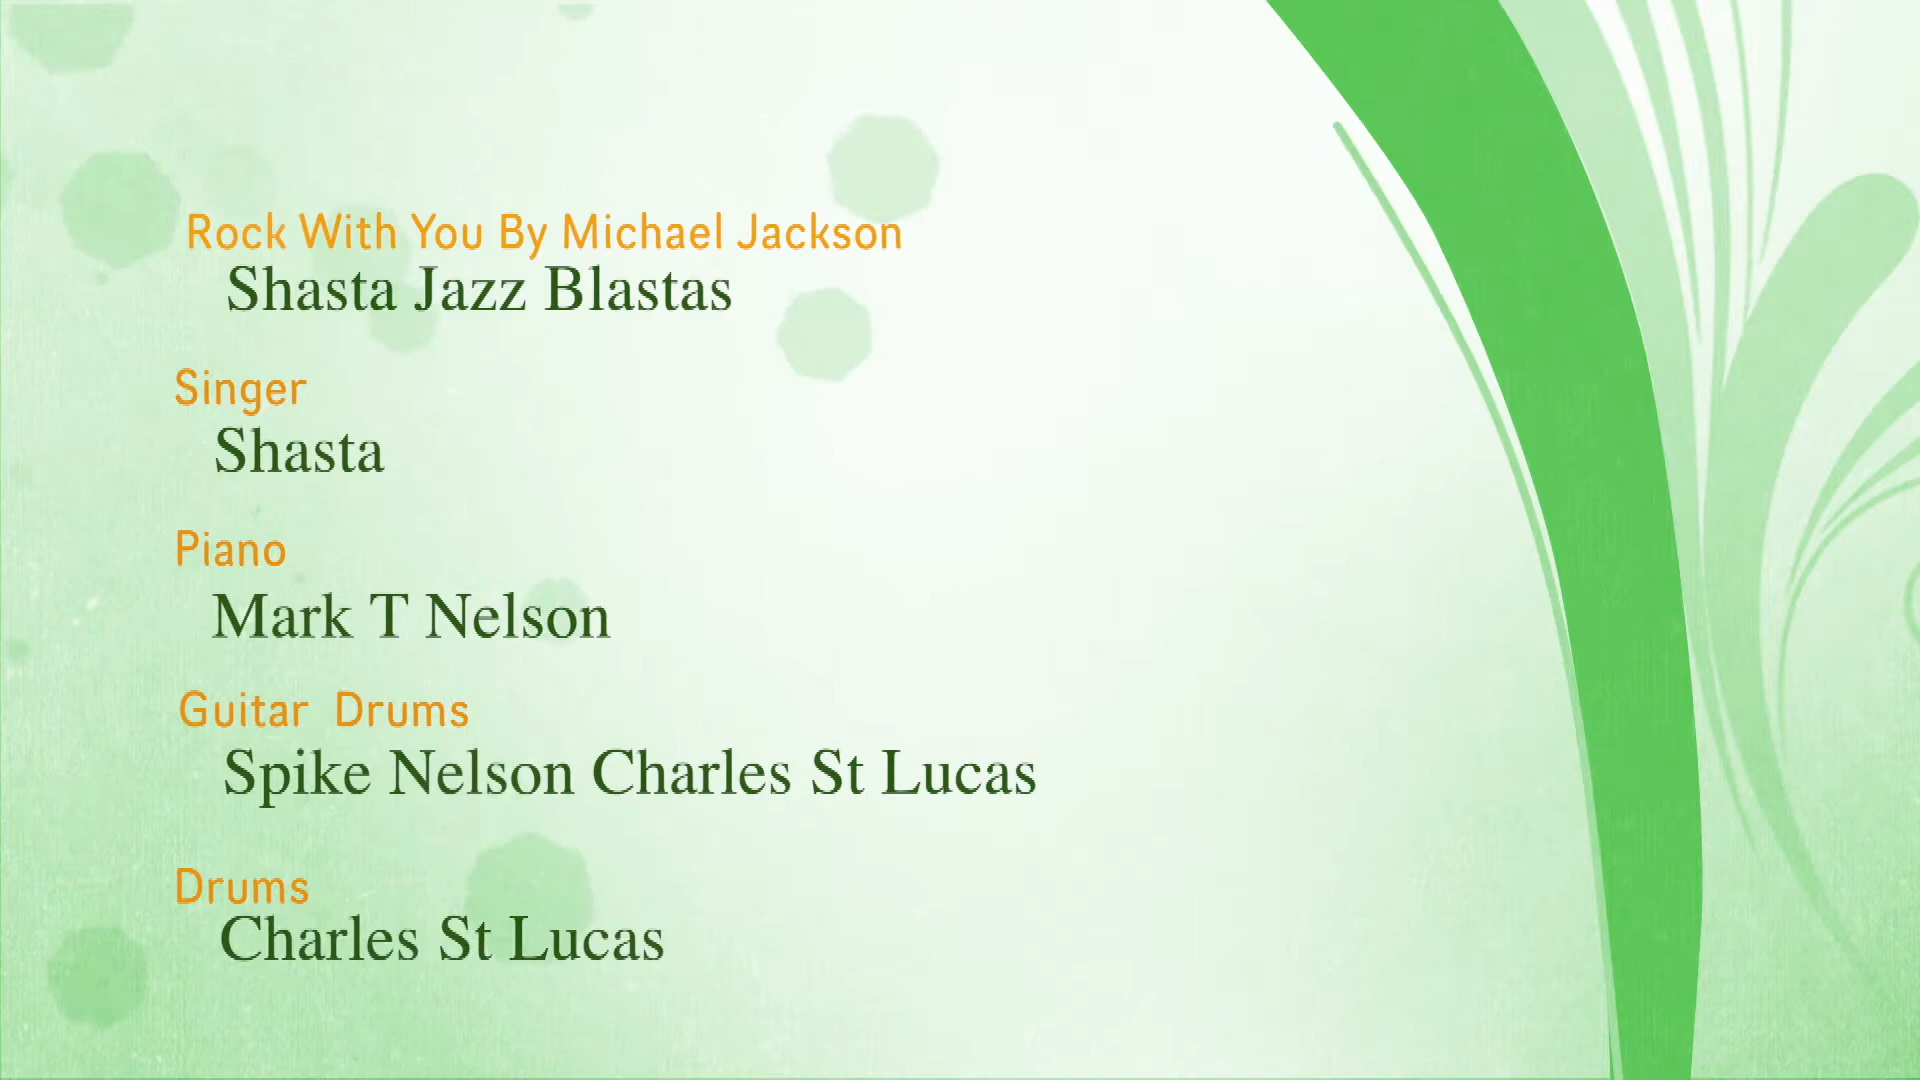 Rock With You By Michael Jackson
Shasta Jazz Blastas
Singer
Shasta
Piano
Mark T Nelson
Guitar Drums
Spike Nelson Charles St Lucas
Drums
Charles St Lucas